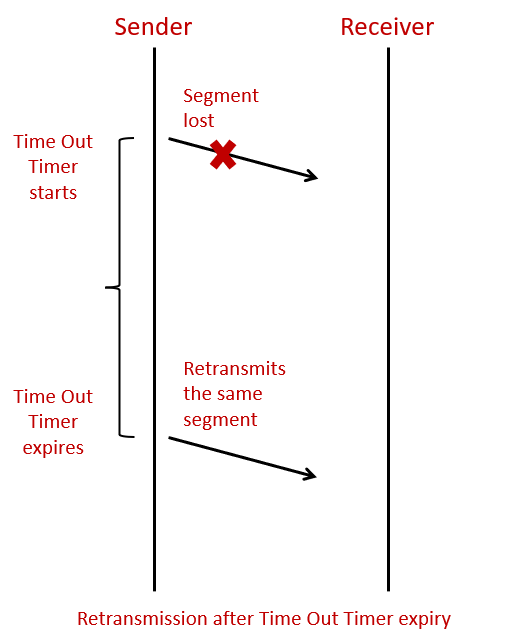 Sender
Receiver
Segment
lost
Time Out
Timer
starts
Retransmits
the same
segment
Time Out
Timer
expires
Retransmission after Time Out Timer expiry